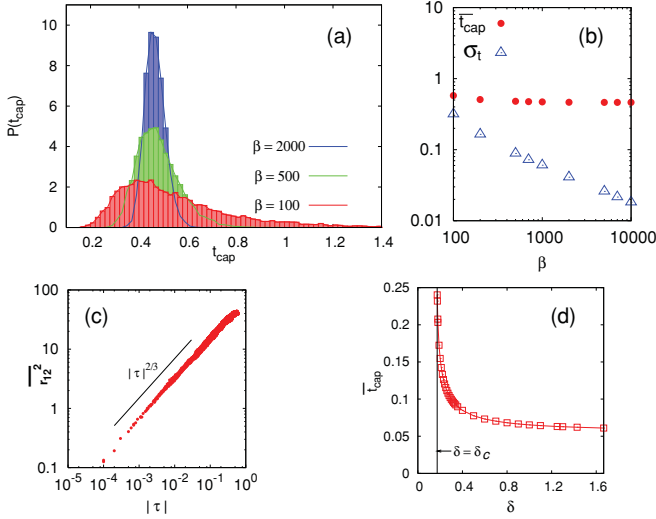 (a)
P(t_cap)
10
8
6
4
2
0
β = 2000
β = 500
β = 100
0.2 0.4 0.6 0.8 1 1.2 1.4
t_cap
(b)
t̅_cap
σ_t
10
1
0.1
0.01
100 1000 10000
β
(c)
r̅₁₂²
100
10
1
0.1
|τ|^{2/3}
10⁻⁵ 10⁻⁴ 10⁻³ 10⁻² 10⁻¹ 10⁰
|τ|
(d)
t̅_cap
0.25
0.2
0.15
0.1
0.05
0
δ = δ_c
0 0.4 0.8 1.2 1.6
δ